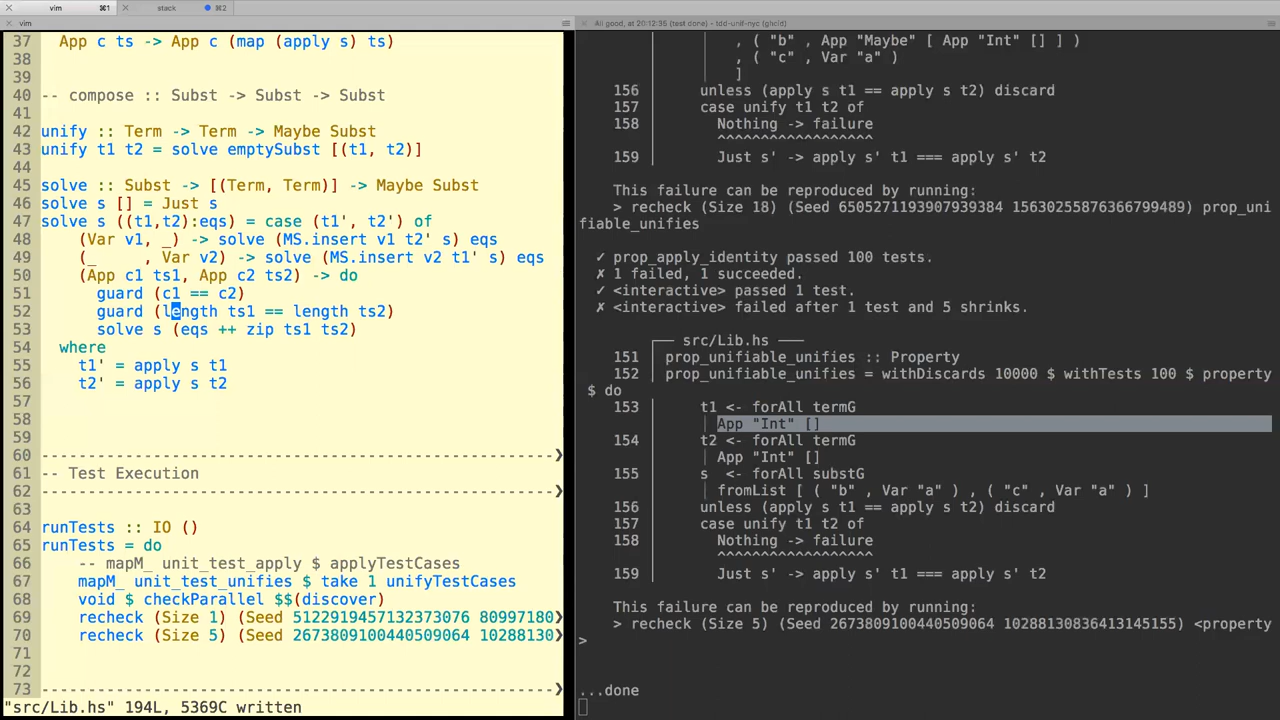 vim ⌘1 stack ⌘2
vim
37 App c ts -> App c (map (apply s) ts)
38
39
40 -- compose :: Subst -> Subst -> Subst
41
42 unify :: Term -> Term -> Maybe Subst
43 unify t1 t2 = solve emptySubst [(t1, t2)]
44
45 solve :: Subst -> [(Term, Term)] -> Maybe Subst
46 solve s [] = Just s
47 solve s ((t1,t2):eqs) = case (t1', t2') of
48 (Var v1, _) -> solve (MS.insert v1 t2' s) eqs
49 (_ , Var v2) -> solve (MS.insert v2 t1' s) eqs
50 (App c1 ts1, App c2 ts2) -> do
51 guard (c1 == c2)
52 guard (length ts1 == length ts2)
53 solve s (eqs ++ zip ts1 ts2)
54 where
55 t1' = apply s t1
56 t2' = apply s t2
57
58
59
60 --------------------------------------------------------❯
61 -- Test Execution
62 --------------------------------------------------------❯
63
64 runTests :: IO ()
65 runTests = do
66 -- mapM_ unit_test_apply $ applyTestCases
67 mapM_ unit_test_unifies $ take 1 unifyTestCases
68 void $ checkParallel $$(discover)
69 recheck (Size 1) (Seed 5122919457132373076 80997180❯
70 recheck (Size 5) (Seed 2673809100440509064 10288130❯
71
72
73 --------------------------------------------------------❯
"src/Lib.hs" 194L, 5369C written
All good, at 20:12:35 (test done) - tdd-unif-nyc (ghcid)
│ , ( "b" , App "Maybe" [ App "Int" [] ] )
│ , ( "c" , Var "a" )
│ ]
156 │ unless (apply s t1 == apply s t2) discard
157 │ case unify t1 t2 of
158 │ Nothing -> failure
│ ^^^^^^^^^^^^^^^^^^
159 │ Just s' -> apply s' t1 === apply s' t2
This failure can be reproduced by running:
> recheck (Size 18) (Seed 6505271193907939384 15630255876366799489) prop_uni
fiable_unifies
✓ prop_apply_identity passed 100 tests.
✗ 1 failed, 1 succeeded.
✓ <interactive> passed 1 test.
✗ <interactive> failed after 1 test and 5 shrinks.
┌── src/Lib.hs ───
151 │ prop_unifiable_unifies :: Property
152 │ prop_unifiable_unifies = withDiscards 10000 $ withTests 100 $ property
$ do
153 │ t1 <- forAll termG
│ │ App "Int" []
154 │ t2 <- forAll termG
│ │ App "Int" []
155 │ s <- forAll substG
│ │ fromList [ ( "b" , Var "a" ) , ( "c" , Var "a" ) ]
156 │ unless (apply s t1 == apply s t2) discard
157 │ case unify t1 t2 of
158 │ Nothing -> failure
│ ^^^^^^^^^^^^^^^^^^
159 │ Just s' -> apply s' t1 === apply s' t2
This failure can be reproduced by running:
> recheck (Size 5) (Seed 2673809100440509064 10288130836413145155) <property
>
...done